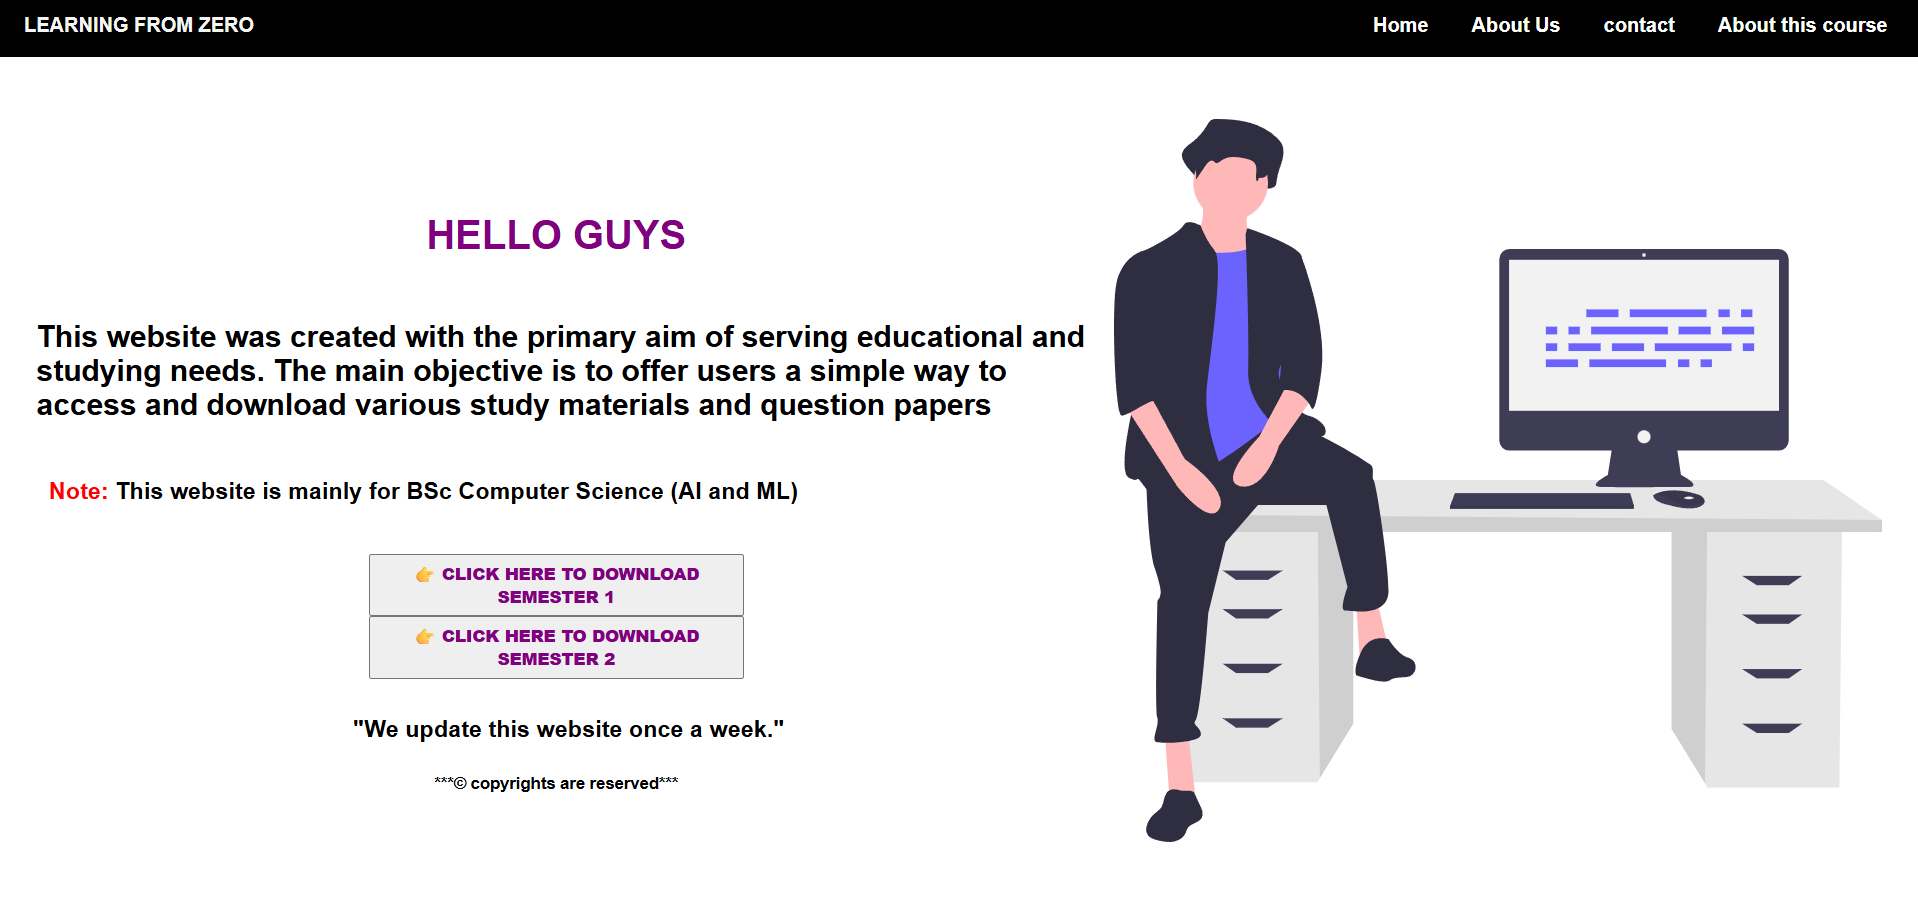 LEARNING FROM ZERO
Home About Us contact About this course
HELLO GUYS
This website was created with the primary aim of serving educational and
studying needs. The main objective is to offer users a simple way to
access and download various study materials and question papers
Note: This website is mainly for BSc Computer Science (AI and ML)
👉 CLICK HERE TO DOWNLOAD
SEMESTER 1
👉 CLICK HERE TO DOWNLOAD
SEMESTER 2
"We update this website once a week."
***© copyrights are reserved***